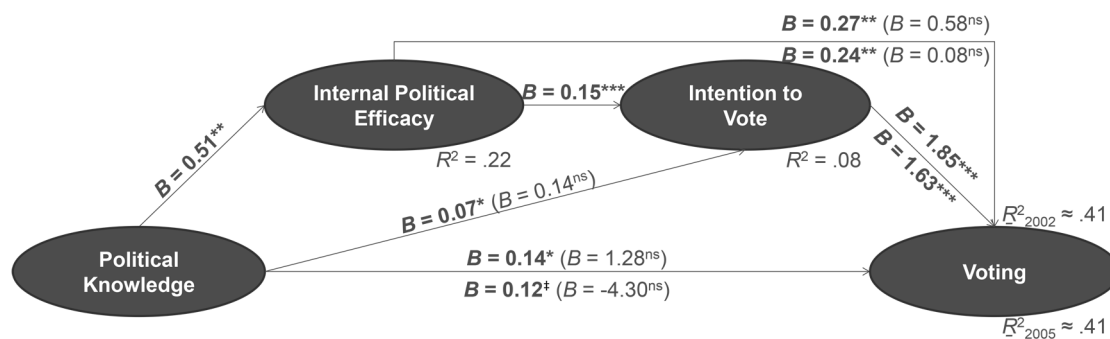 B = 0.27** (B = 0.58ⁿˢ)
B = 0.24** (B = 0.08ⁿˢ)
Internal Political
Efficacy
B = 0.15***
Intention to
Vote
R² = .22
R² = .08
B = 0.51**
B = 0.07* (B = 0.14ⁿˢ)
B = 1.85***
B = 1.63***
R²₂₀₀₂ ≈ .41
Political
Knowledge
B = 0.14* (B = 1.28ⁿˢ)
B = 0.12‡ (B = -4.30ⁿˢ)
Voting
R²₂₀₀₅ ≈ .41